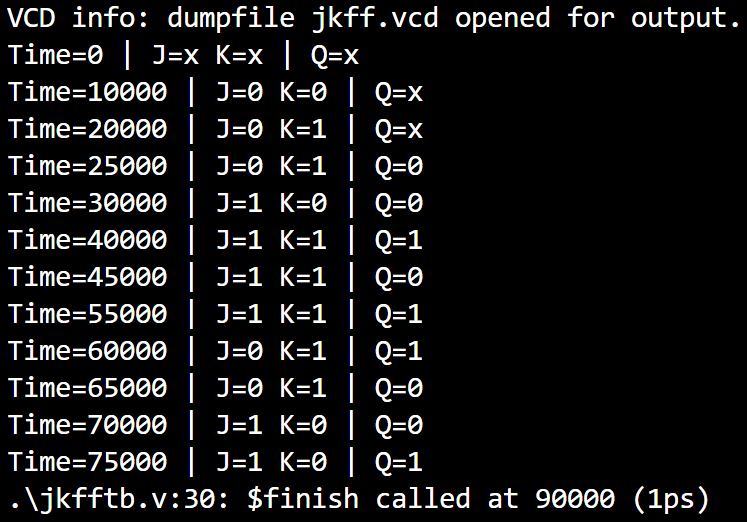 VCD info: dumpfile jkff.vcd opened for output.
Time=0 | J=x K=x | Q=x
Time=10000 | J=0 K=0 | Q=x
Time=20000 | J=0 K=1 | Q=x
Time=25000 | J=0 K=1 | Q=0
Time=30000 | J=1 K=0 | Q=0
Time=40000 | J=1 K=1 | Q=1
Time=45000 | J=1 K=1 | Q=0
Time=55000 | J=1 K=1 | Q=1
Time=60000 | J=0 K=1 | Q=1
Time=65000 | J=0 K=1 | Q=0
Time=70000 | J=1 K=0 | Q=0
Time=75000 | J=1 K=0 | Q=1
.\jkfftb.v:30: $finish called at 90000 (1ps)